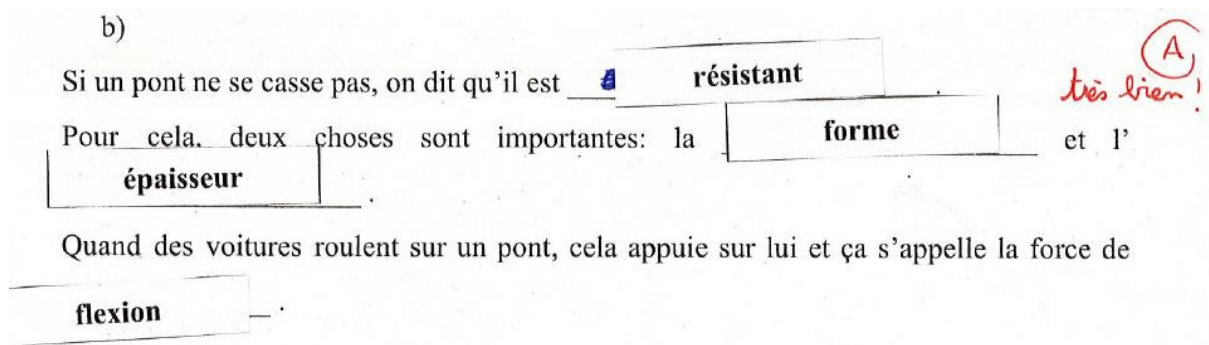 b)
Si un pont ne se casse pas, on dit qu'il est résistant .
A
très bien !
Pour cela, deux choses sont importantes: la forme et l'
épaisseur .
Quand des voitures roulent sur un pont, cela appuie sur lui et ça s'appelle la force de
flexion .